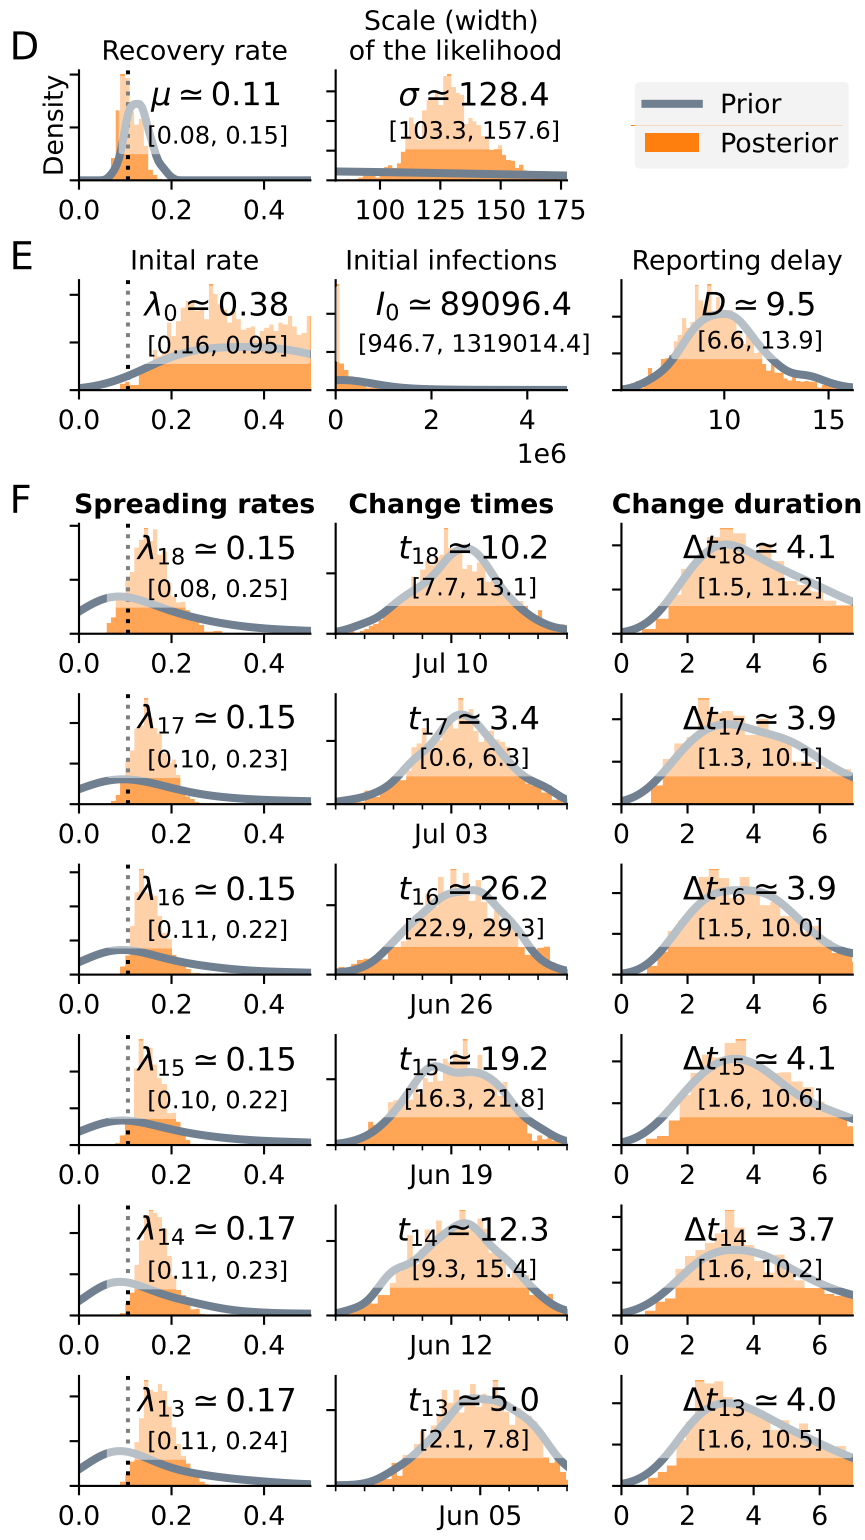 D
Recovery rate
Scale (width)
of the likelihood
Density
μ ≃ 0.11
[0.08, 0.15]
0.0 0.2 0.4
σ ≃ 128.4
[103.3, 157.6]
100 125 150 175
Prior
Posterior
E
Inital rate
λ0 ≃ 0.38
[0.16, 0.95]
0.0 0.2 0.4
Initial infections
I0 ≃ 89096.4
[946.7, 1319014.4]
0 2 4
1e6
Reporting delay
D ≃ 9.5
[6.6, 13.9]
10 15
F
Spreading rates
Change times
Change duration
λ18 ≃ 0.15
[0.08, 0.25]
0.0 0.2 0.4
t18 ≃ 10.2
[7.7, 13.1]
Jul 10
Δt18 ≃ 4.1
[1.5, 11.2]
0 2 4 6
λ17 ≃ 0.15
[0.10, 0.23]
0.0 0.2 0.4
t17 ≃ 3.4
[0.6, 6.3]
Jul 03
Δt17 ≃ 3.9
[1.3, 10.1]
0 2 4 6
λ16 ≃ 0.15
[0.11, 0.22]
0.0 0.2 0.4
t16 ≃ 26.2
[22.9, 29.3]
Jun 26
Δt16 ≃ 3.9
[1.5, 10.0]
0 2 4 6
λ15 ≃ 0.15
[0.10, 0.22]
0.0 0.2 0.4
t15 ≃ 19.2
[16.3, 21.8]
Jun 19
Δt15 ≃ 4.1
[1.6, 10.6]
0 2 4 6
λ14 ≃ 0.17
[0.11, 0.23]
0.0 0.2 0.4
t14 ≃ 12.3
[9.3, 15.4]
Jun 12
Δt14 ≃ 3.7
[1.6, 10.2]
0 2 4 6
λ13 ≃ 0.17
[0.11, 0.24]
0.0 0.2 0.4
t13 ≃ 5.0
[2.1, 7.8]
Jun 05
Δt13 ≃ 4.0
[1.6, 10.5]
0 2 4 6